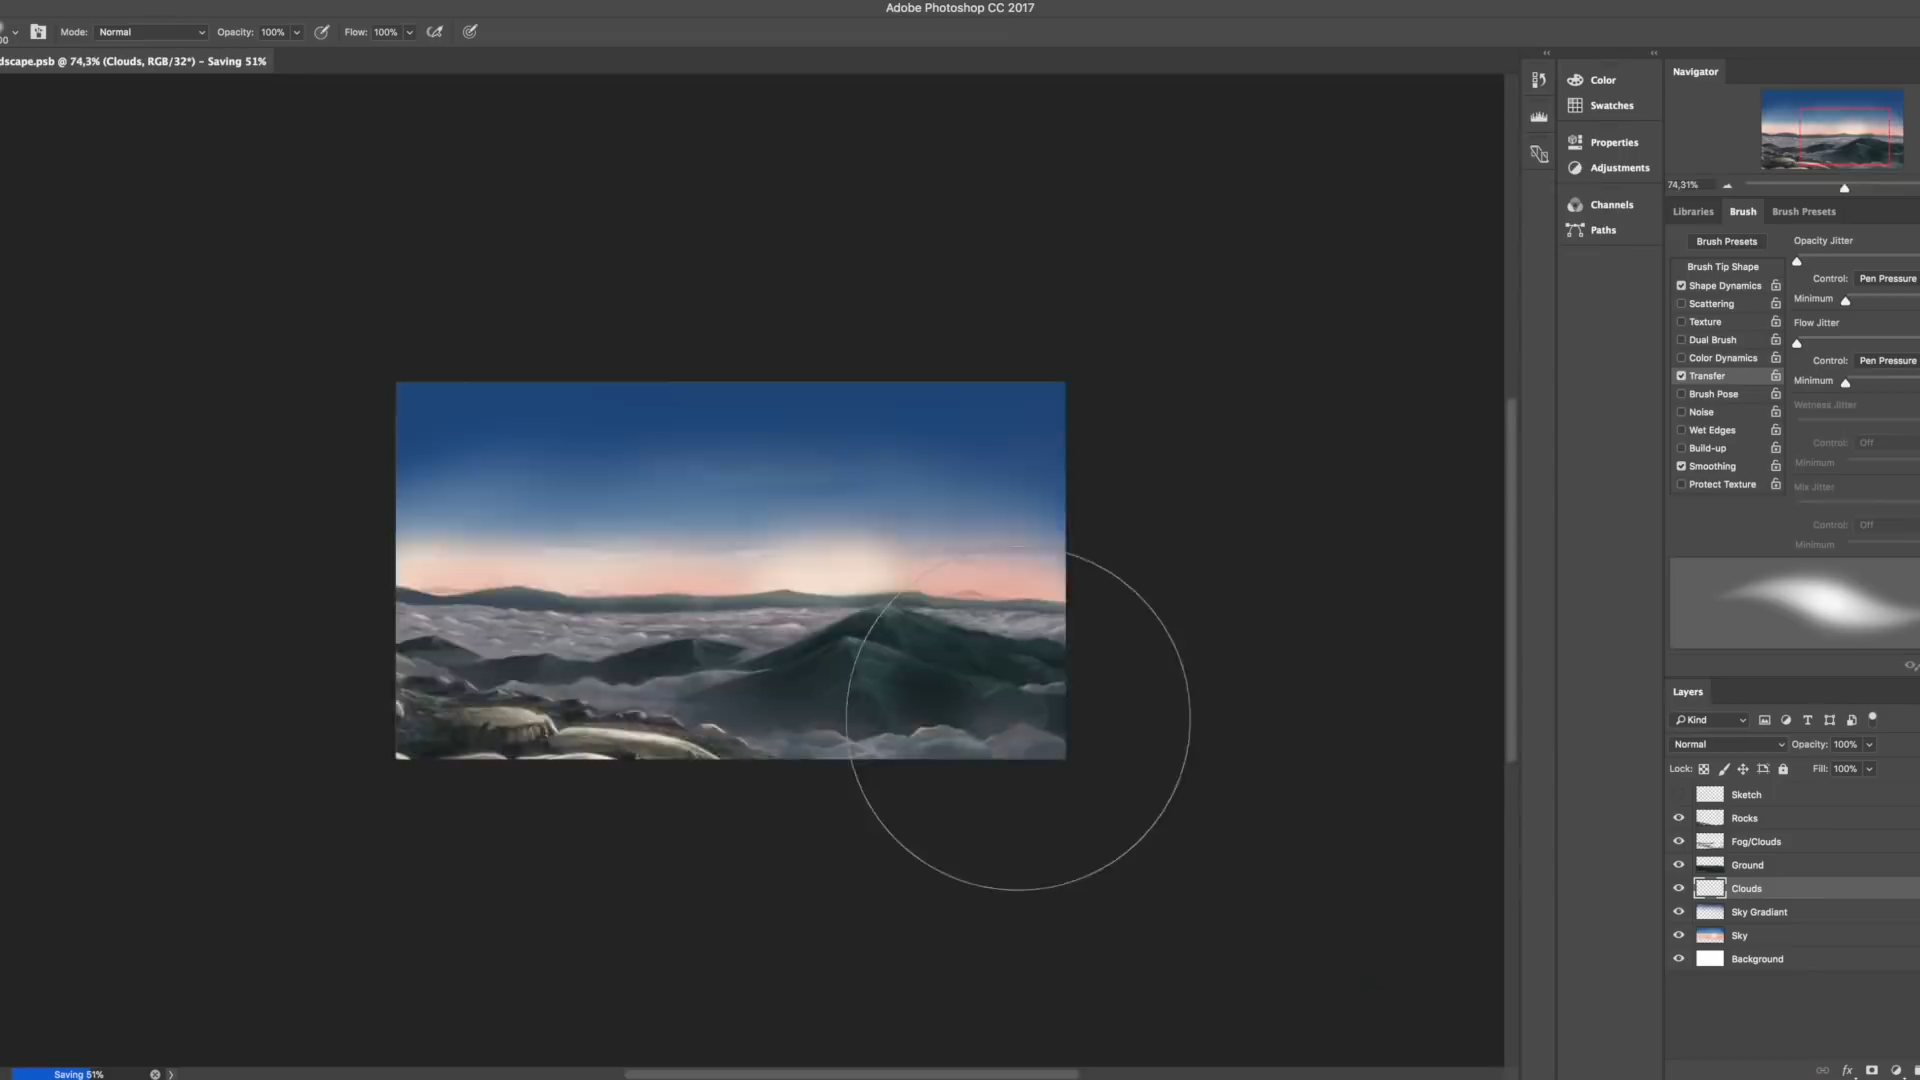 Adobe Photoshop CC 2017
00 Mode: Normal Opacity: 100% Flow: 100%
dscape.psb @ 74,3% (Clouds, RGB/32*) – Saving 51%
Color
Swatches
Properties
Adjustments
Channels
Paths
Navigator
74,31%
Libraries Brush Brush Presets
Brush Presets
Brush Tip Shape
Shape Dynamics
Scattering
Texture
Dual Brush
Color Dynamics
Transfer
Brush Pose
Noise
Wet Edges
Build-up
Smoothing
Protect Texture
Opacity Jitter
Control: Pen Pressure
Minimum
Flow Jitter
Control: Pen Pressure
Minimum
Wetness Jitter
Control: Off
Minimum
Mix Jitter
Control: Off
Minimum
Layers
Kind
Normal Opacity: 100%
Lock: Fill: 100%
Sketch
Rocks
Fog/Clouds
Ground
Clouds
Sky Gradient
Sky
Background
fx
Saving 51%